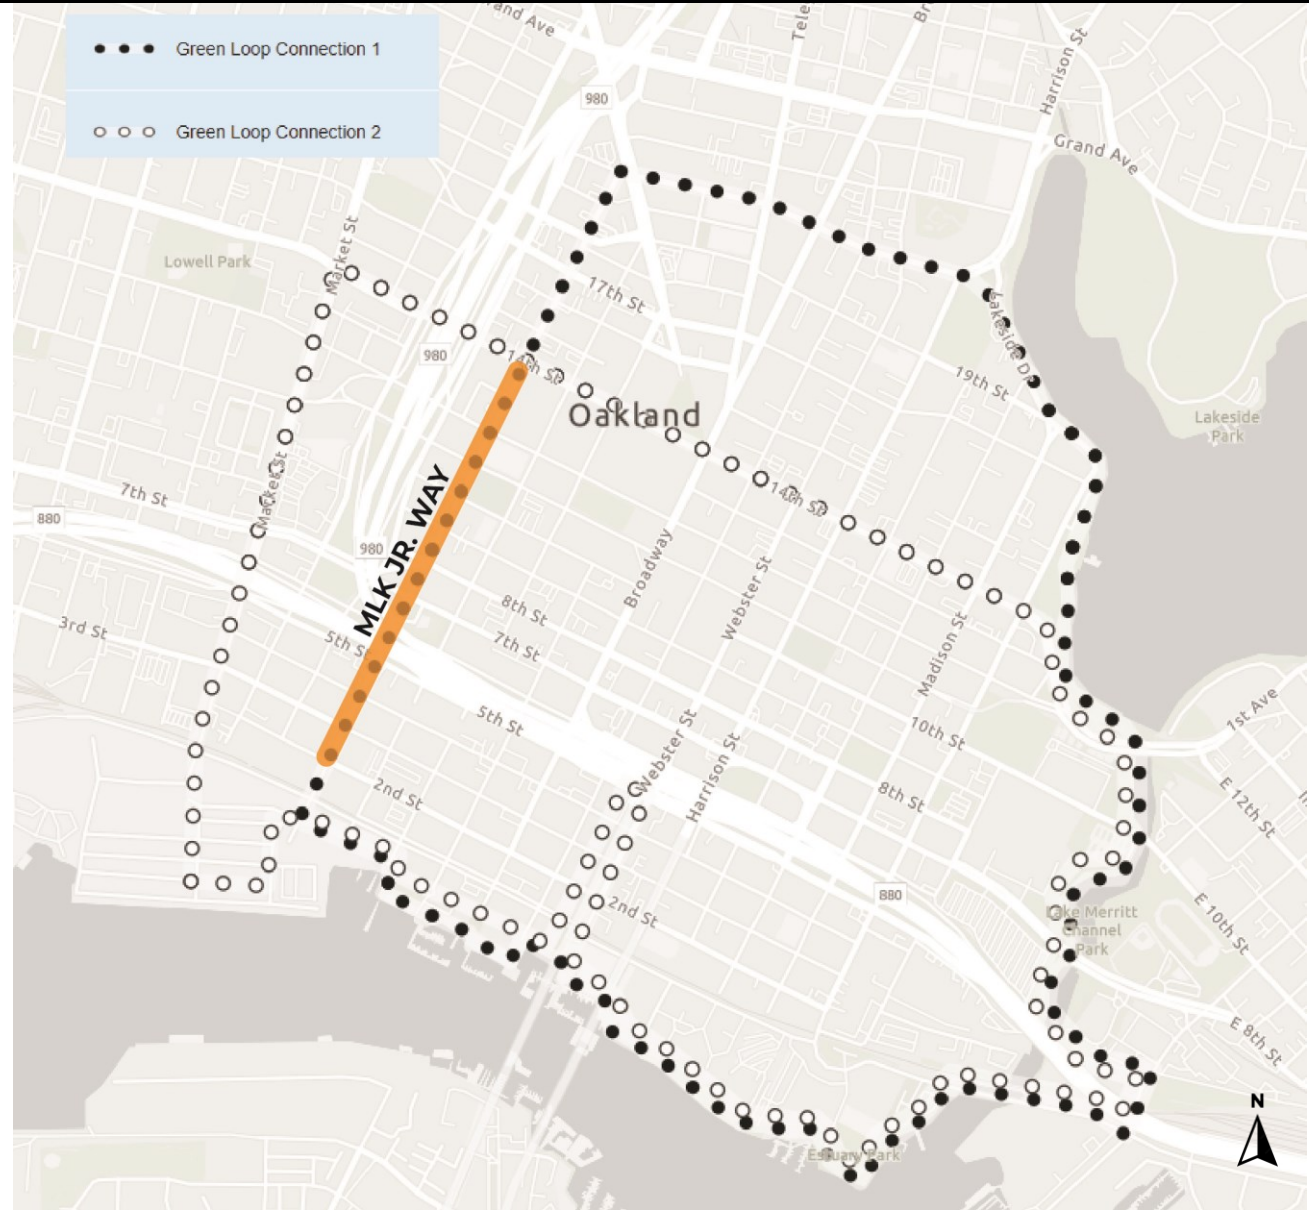 Green Loop Connection 1
Green Loop Connection 2
rand Ave
Tele
Br
Harrison St
980
Grand Ave
Market St
Lowell Park
17th St
Lakeside Dr
980
14th St
19th St
Oakland
Lakeside
Park
Market St
7th St
880
14th St
MLK JR. WAY
980
Broadway
Webster St
8th St
3rd St
5th St
7th St
Madison St
1st Ave
5th St
10th St
Webster St
Harrison St
2nd St
8th St
E 12th St
880
2nd St
Lake Merritt
Channel
Park
E 10th St
E 8th St
N
Estuary Park